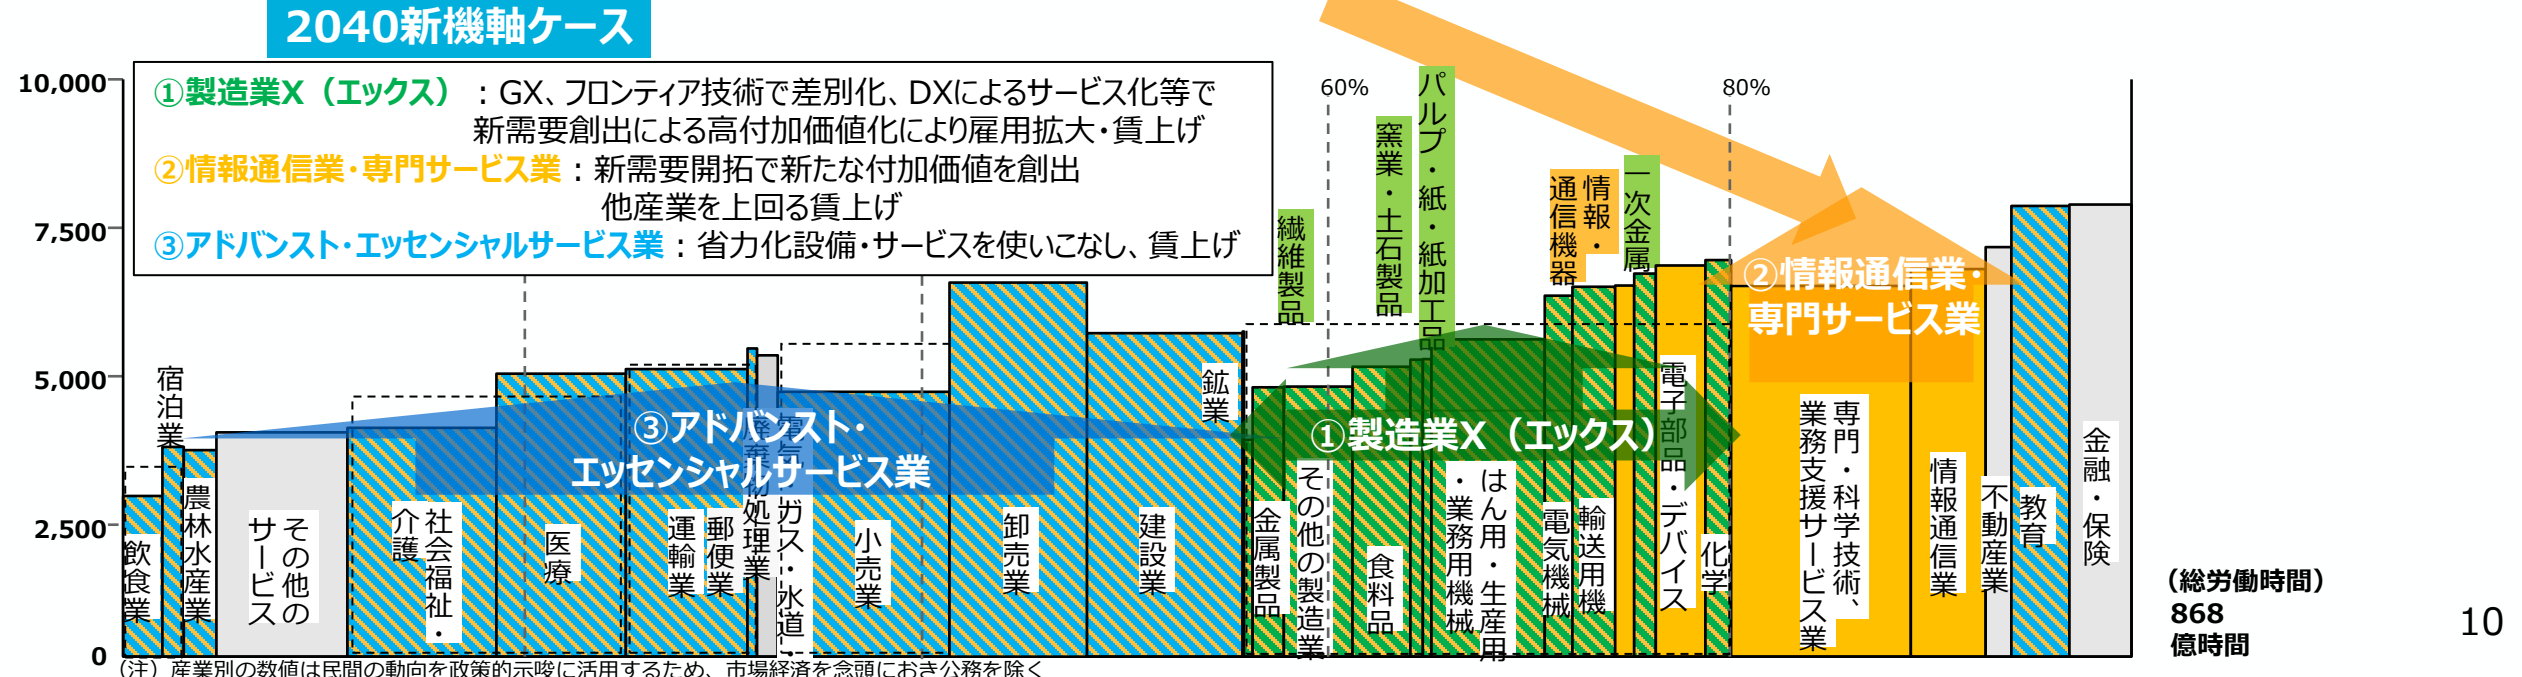 2040新機軸ケース
10,000
7,500
5,000
2,500
0
①製造業X（エックス）：GX、フロンティア技術で差別化、DXによるサービス化等で
新需要創出による高付加価値化により雇用拡大・賃上げ
②情報通信業・専門サービス業：新需要開拓で新たな付加価値を創出
他産業を上回る賃上げ
③アドバンスト・エッセンシャルサービス業：省力化設備・サービスを使いこなし、賃上げ
60%
80%
③アドバンスト・
エッセンシャルサービス業
①製造業X（エックス）
②情報通信業・
専門サービス業
飲食業
宿泊業
農林水産業
その他の
サービス
社会福祉・
介護
医療
運輸業
郵便業
廃棄物処理業
電気・ガス・水道・
小売業
卸売業
建設業
鉱業
金属製品
繊維製品
その他の製造業
食料品
窯業・土石製品
パルプ・紙・紙加工品
はん用・生産用
・業務用機械
電気機械
輸送用機
情報・
通信機器
一次金属
電子部品・デバイス
化学
専門・科学技術、
業務支援サービス業
情報通信業
不動産業
教育
金融・保険
（総労働時間）
868
億時間
10
（注）産業別の数値は民間の動向を政策的示唆に活用するため、市場経済を念頭におき公務を除く